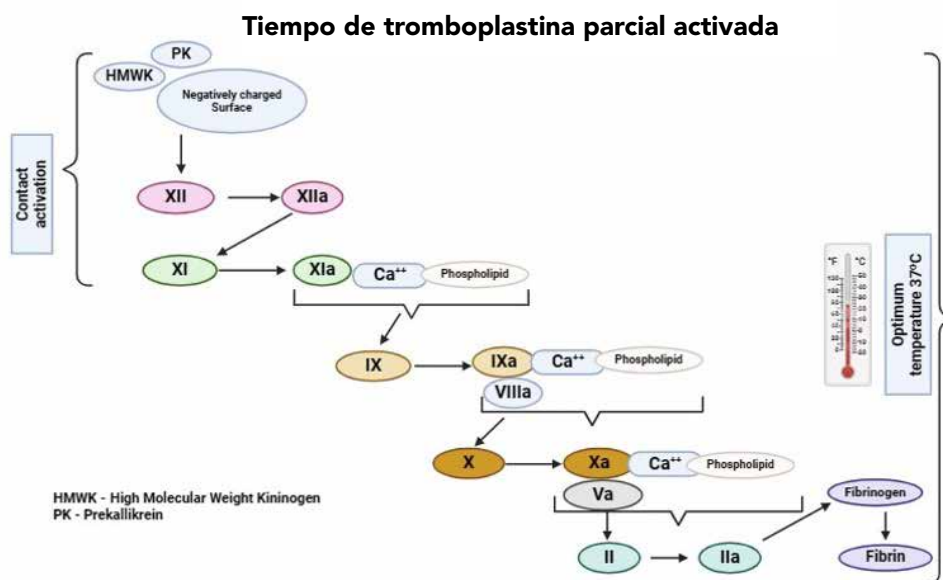 Tiempo de tromboplastina parcial activada
PK
HMWK
Negatively charged
Surface
Contact
activation
XII
XIIa
XI
XIa
Ca++
Phospholipid
°F
°C
Optimum
temperature 37ºC
IX
IXa
Ca++
Phospholipid
VIIIa
X
Xa
Ca++
Phospholipid
Va
HMWK - High Molecular Weight Kininogen
PK - Prekallikrein
Fibrinogen
II
IIa
Fibrin